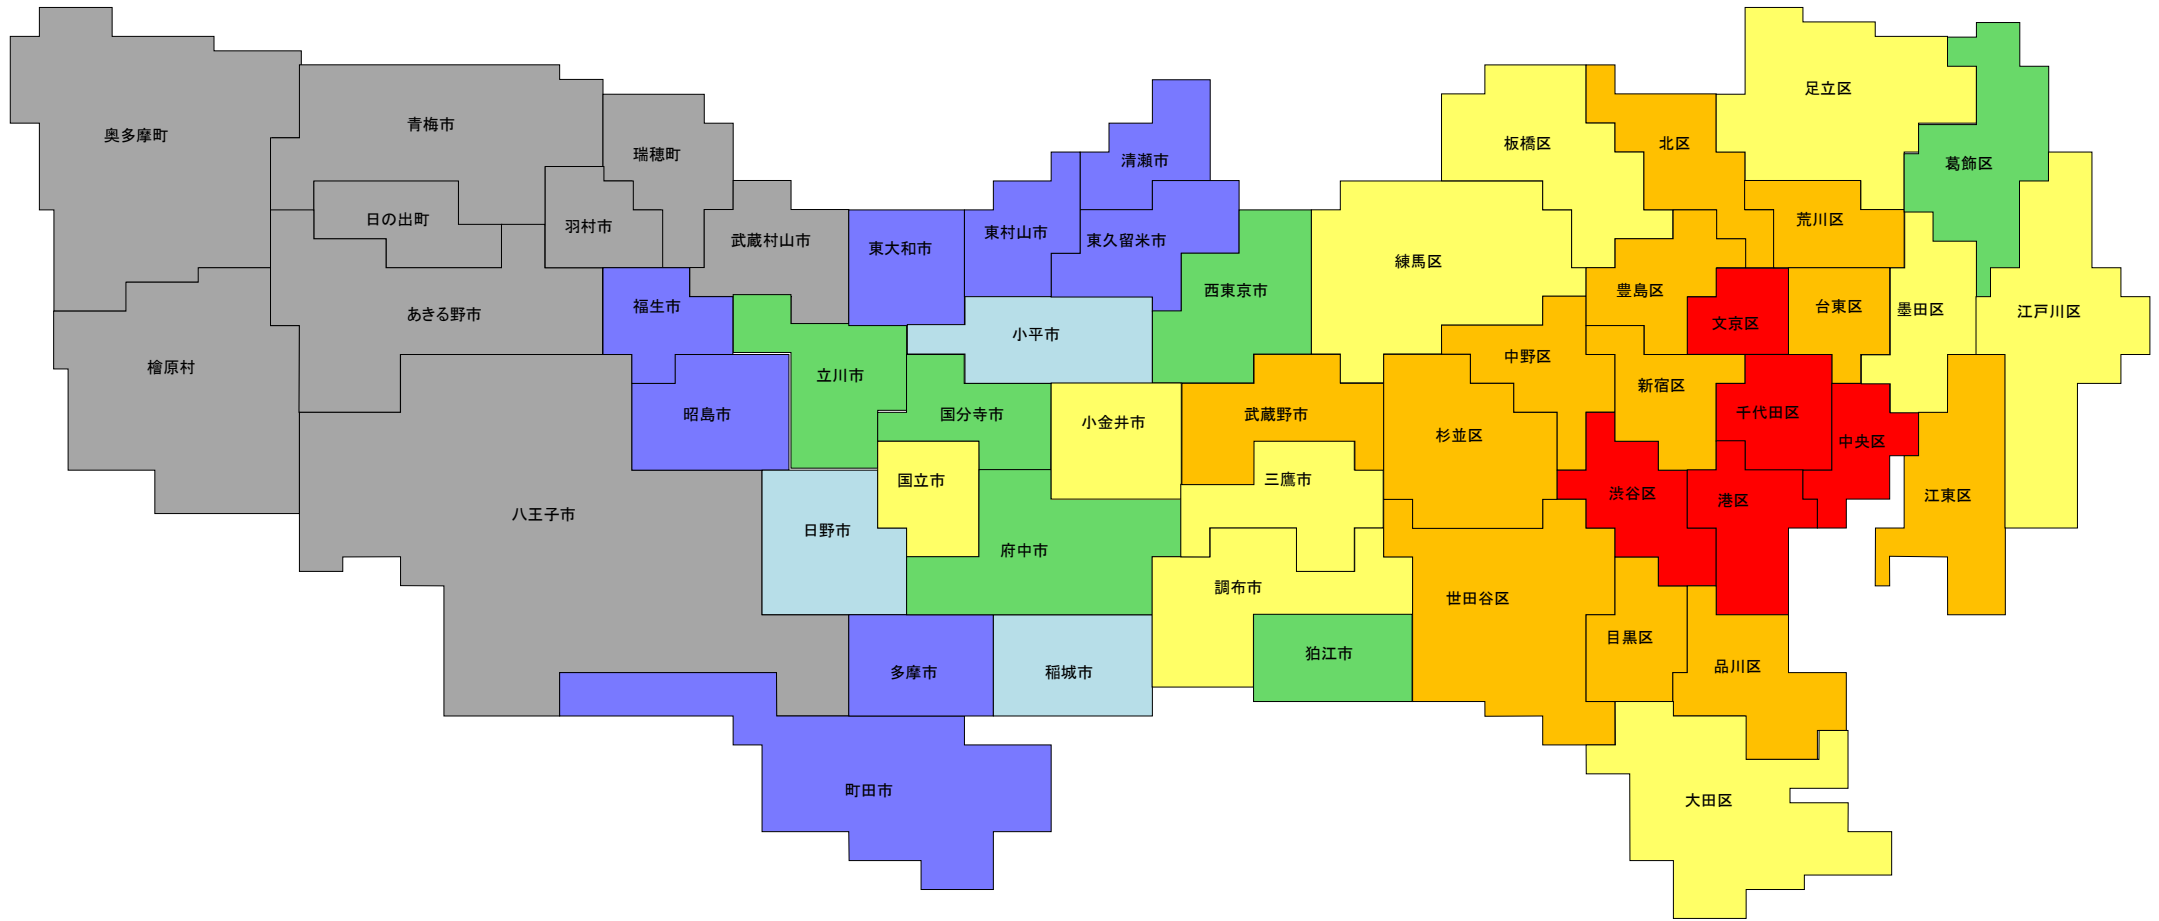 奥多摩町
青梅市
瑞穂町
日の出町
羽村市
武蔵村山市
あきる野市
檜原村
八王子市
福生市
昭島市
立川市
東大和市
東村山市
清瀬市
東久留米市
小平市
西東京市
国分寺市
小金井市
国立市
日野市
府中市
多摩市
稲城市
町田市
武蔵野市
三鷹市
調布市
狛江市
練馬区
板橋区
北区
足立区
葛飾区
荒川区
豊島区
文京区
台東区
墨田区
江戸川区
中野区
新宿区
千代田区
中央区
杉並区
渋谷区
港区
江東区
世田谷区
目黒区
品川区
大田区